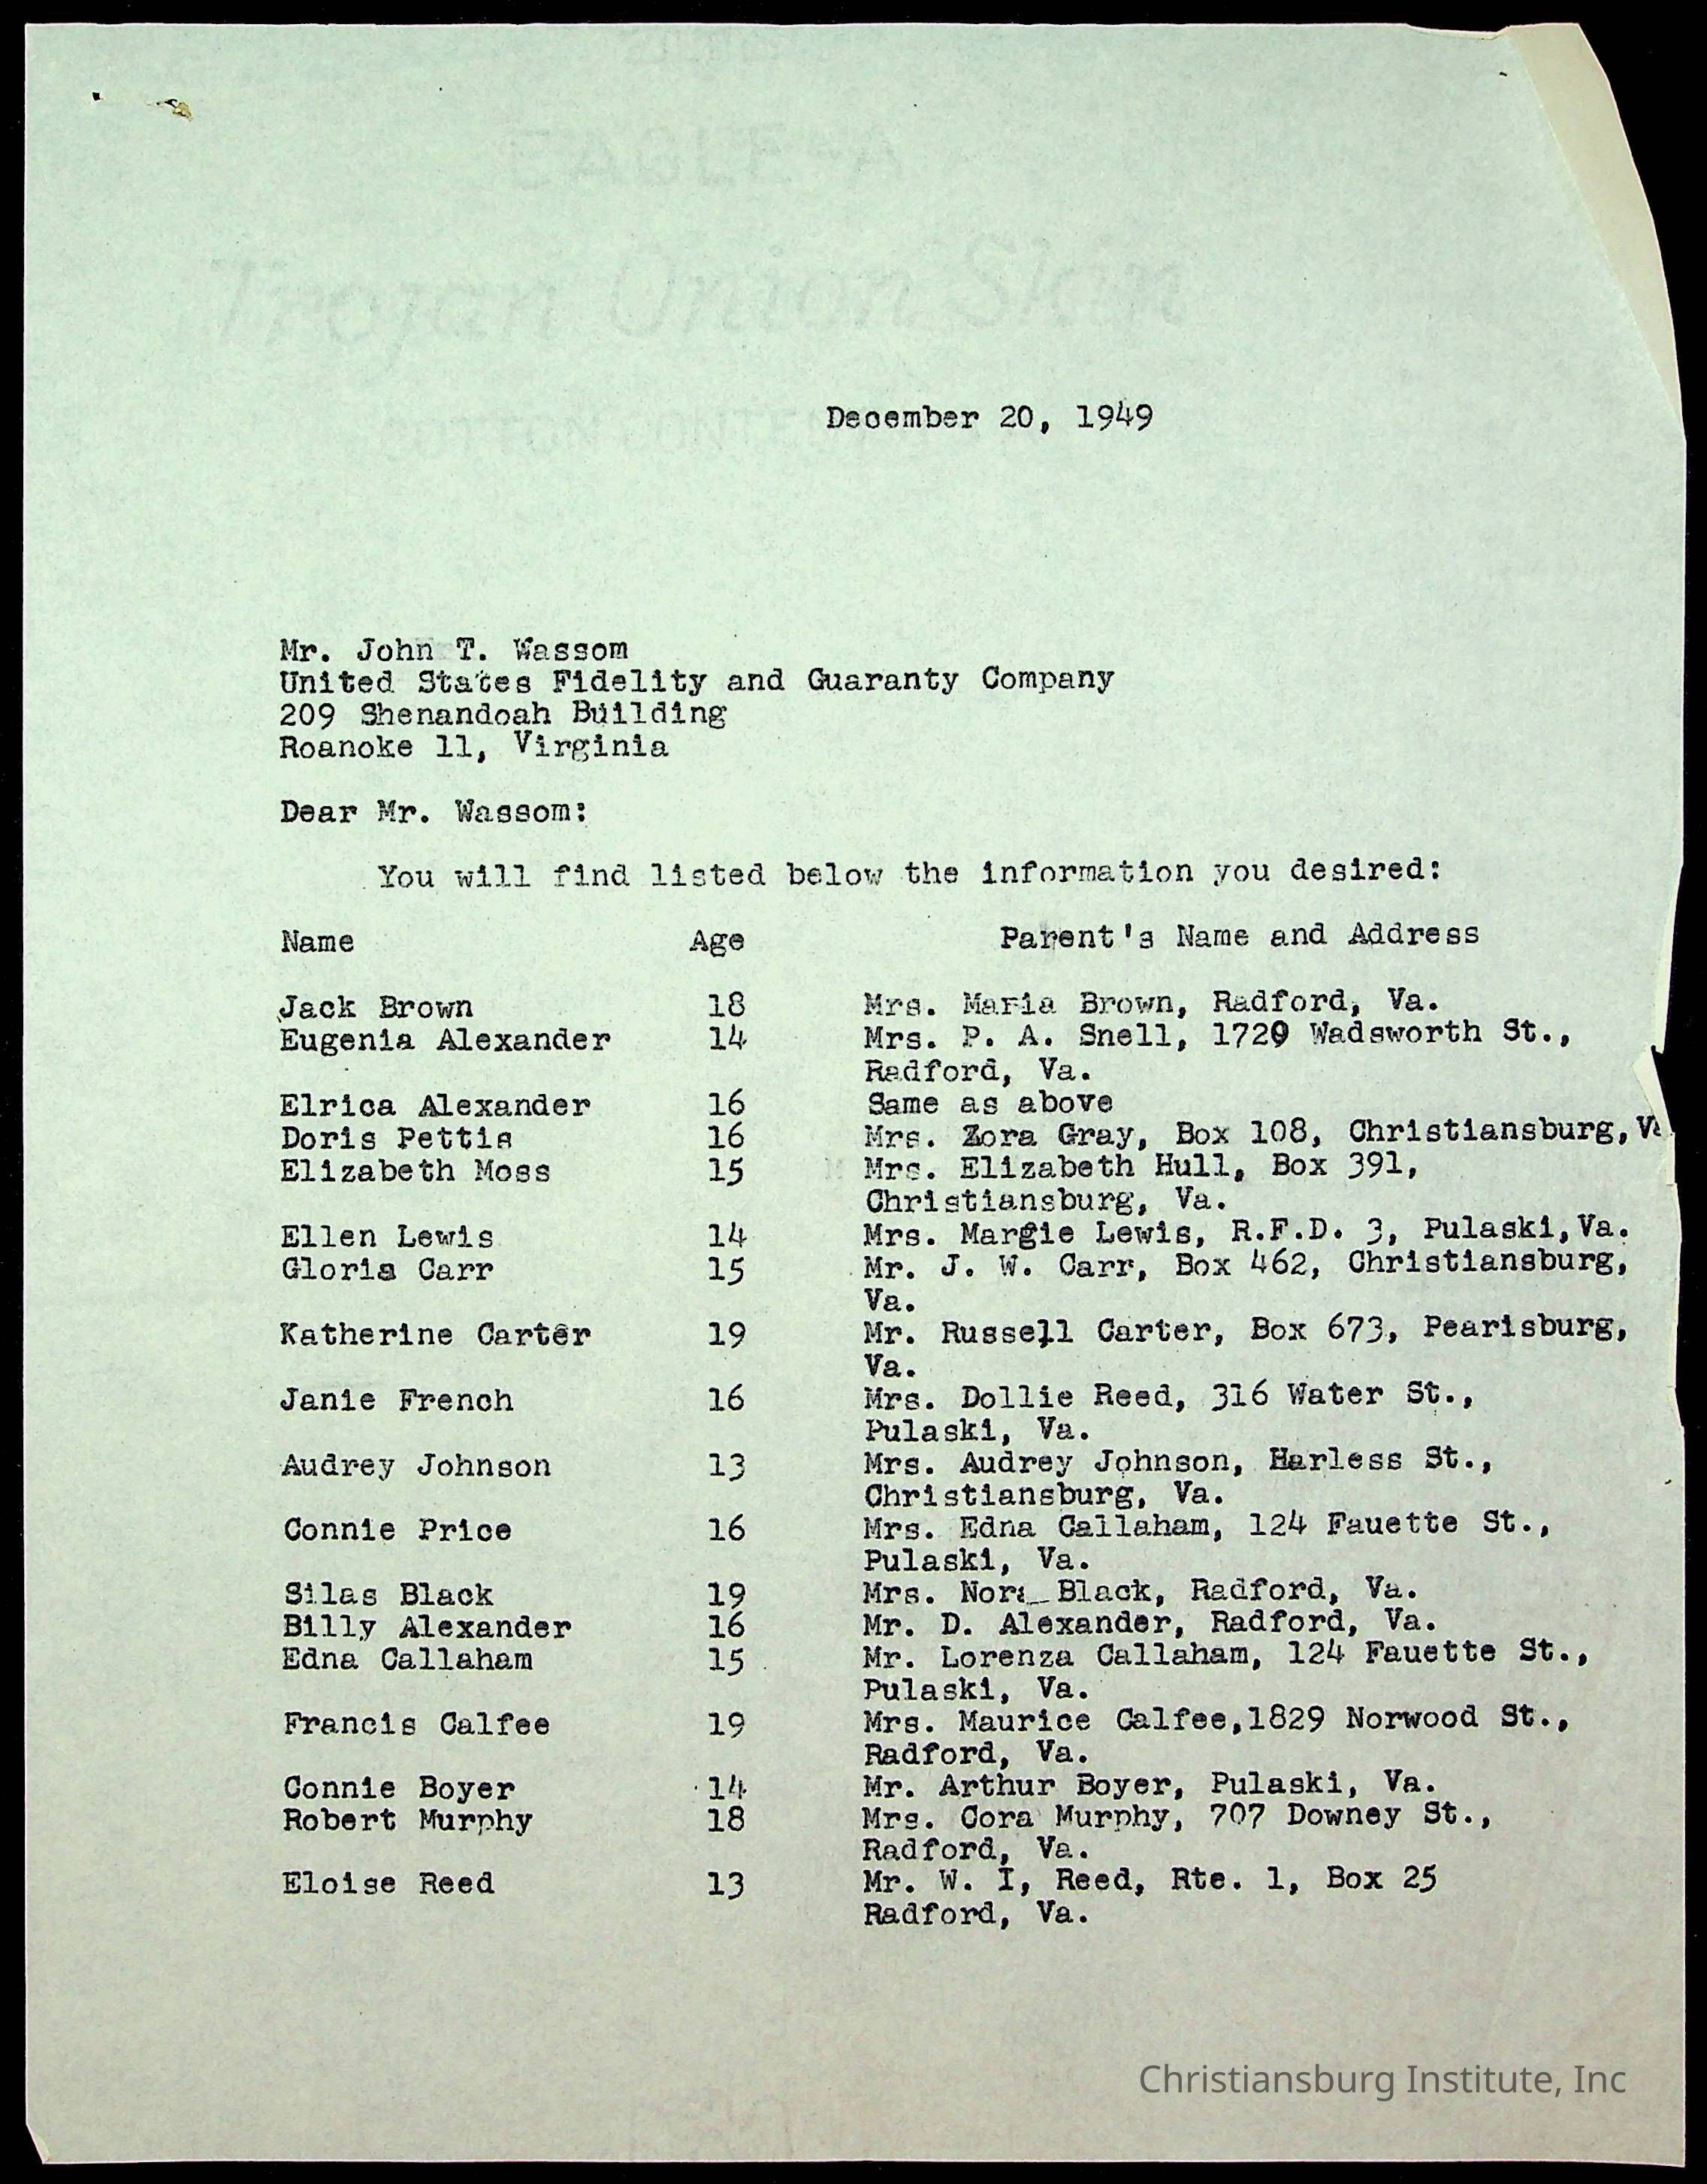 December 20, 1949
Mr. John T. Wassom
United States Fidelity and Guaranty Company
209 Shenandoah Building
Roanoke 11, Virginia
Dear Mr. Wassom:
You will find listed below the information you desired:
Name Age Parent's Name and Address
Jack Brown 18 Mrs. Maria Brown, Radford, Va.
Eugenia Alexander 14 Mrs. P. A. Snell, 1729 Wadsworth St.,
Radford, Va.
Elrica Alexander 16 Same as above
Doris Pettis 16 Mrs. Zora Gray, Box 108, Christiansburg, Va
Elizabeth Moss 15 Mrs. Elizabeth Hull, Box 391,
Christiansburg, Va.
Ellen Lewis 14 Mrs. Margie Lewis, R.F.D. 3, Pulaski, Va.
Gloria Carr 15 Mr. J. W. Carr, Box 462, Christiansburg,
Va.
Katherine Carter 19 Mr. Russell Carter, Box 673, Pearisburg,
Va.
Janie French 16 Mrs. Dollie Reed, 316 Water St.,
Pulaski, Va.
Audrey Johnson 13 Mrs. Audrey Johnson, Harless St.,
Christiansburg, Va.
Connie Price 16 Mrs. Edna Callaham, 124 Fauette St.,
Pulaski, Va.
Silas Black 19 Mrs. Nora Black, Radford, Va.
Billy Alexander 16 Mr. D. Alexander, Radford, Va.
Edna Callaham 15 Mr. Lorenza Callaham, 124 Fauette St.,
Pulaski, Va.
Francis Calfee 19 Mrs. Maurice Calfee, 1829 Norwood St.,
Radford, Va.
Connie Boyer 14 Mr. Arthur Boyer, Pulaski, Va.
Robert Murphy 18 Mrs. Cora Murphy, 707 Downey St.,
Radford, Va.
Eloise Reed 13 Mr. W. I, Reed, Rte. 1, Box 25
Radford, Va.
Christiansburg Institute, Inc